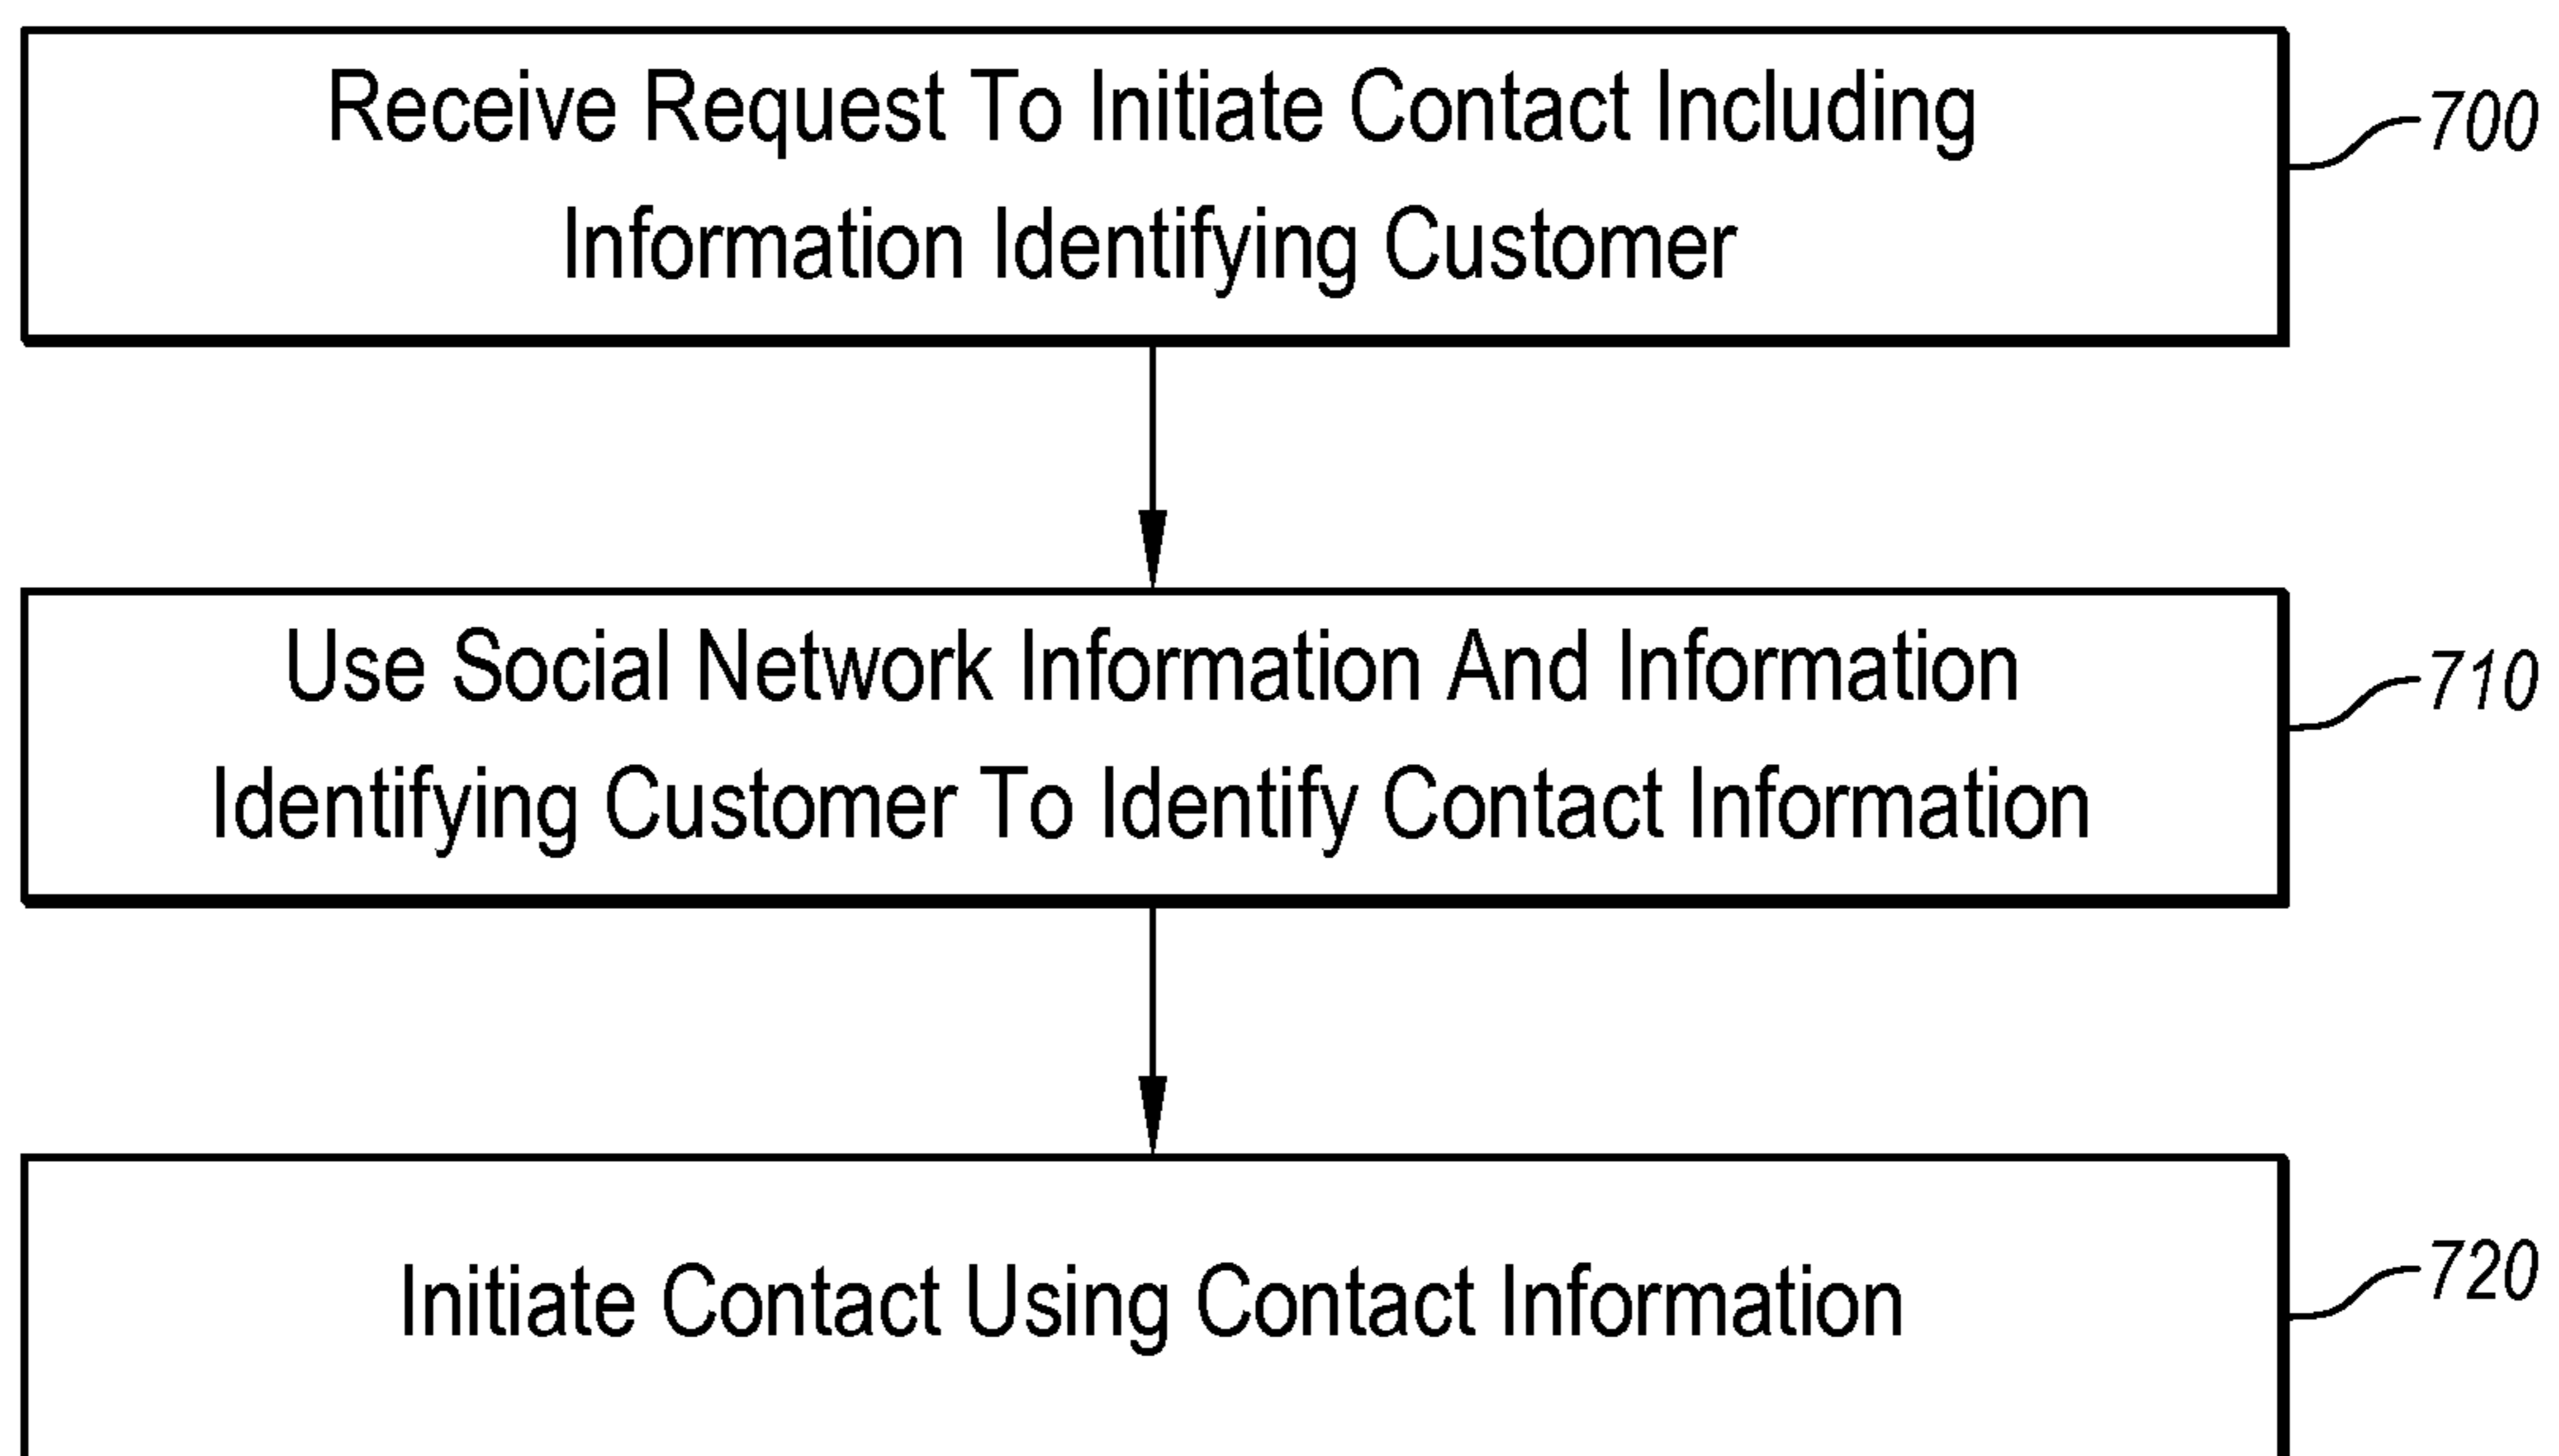 Receive Request To Initiate Contact Including
Information Identifying Customer
700
Use Social Network Information And Information
Identifying Customer To Identify Contact Information
710
Initiate Contact Using Contact Information
720